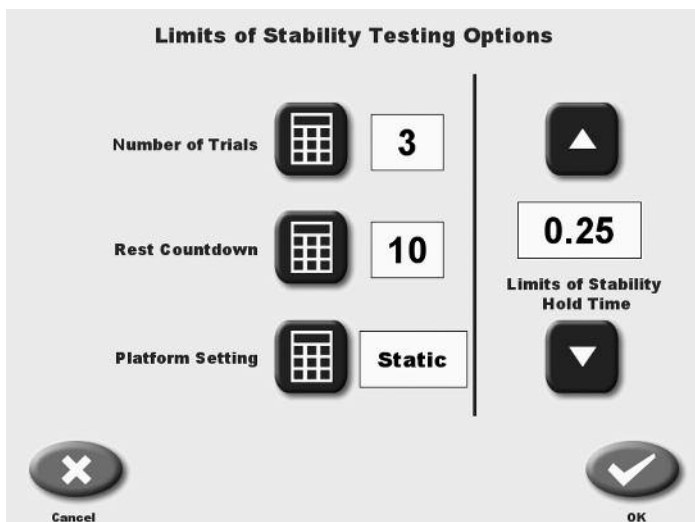 Limits of Stability Testing Options
Number of Trials
3
Rest Countdown
10
Platform Setting
Static
0.25
Limits of Stability
Hold Time
Cancel
OK